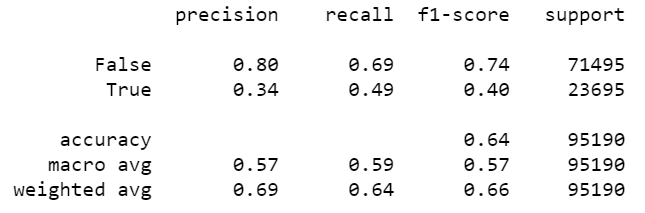 precision recall f1-score support
False 0.80 0.69 0.74 71495
True 0.34 0.49 0.40 23695
accuracy 0.64 95190
macro avg 0.57 0.59 0.57 95190
weighted avg 0.69 0.64 0.66 95190